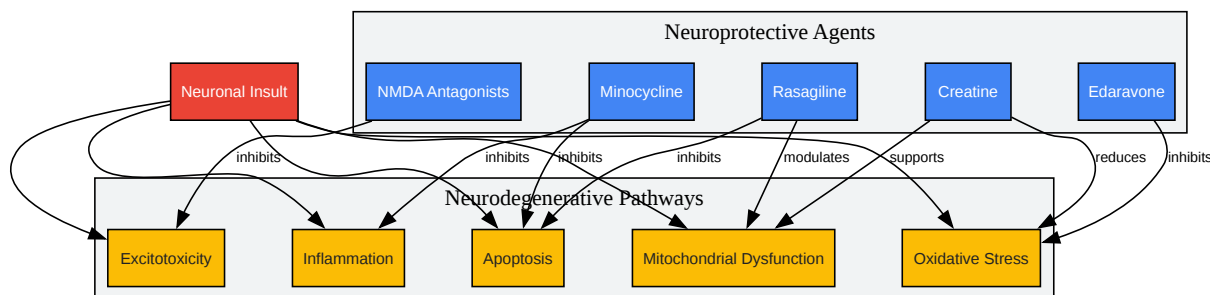 Neuroprotective Agents
Neuronal Insult
NMDA Antagonists
Minocycline
Rasagiline
Creatine
Edaravone
inhibits
inhibits
inhibits
inhibits
modulates
supports
reduces
inhibits
Neurodegenerative Pathways
Excitotoxicity
Inflammation
Apoptosis
Mitochondrial Dysfunction
Oxidative Stress